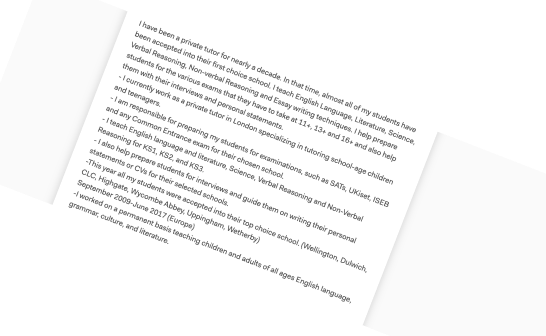 I have been a private tutor for nearly a decade. In that time, almost all of my students have
been accepted into their first choice school. I teach English Language, Literature, Science,
Verbal Reasoning, Non-verbal Reasoning and Essay writing techniques. I help prepare
students for the various exams that they have to take at 11+, 13+ and 16+ and also help
them with their interviews and personal statements.
- I currently work as a private tutor in London specializing in tutoring school-age children
and teenagers.
- I am responsible for preparing my students for examinations, such as SATs, UKiset, ISEB
and any Common Entrance exam for their chosen school.
- I teach English language and literature, Science, Verbal Reasoning and Non-Verbal
Reasoning for KS1, KS2, and KS3.
- I also help prepare students for interviews and guide them on writing their personal
statements or CVs for their selected schools.
-This year all my students were accepted into their top choice school. (Wellington, Dulwich,
CLC, Highgate, Wycombe Abbey, Uppingham, Wetherby)
September 2009-June 2017 (Europe)
-I worked on a permanent basis teaching children and adults of all ages English language,
grammar, culture, and literature.